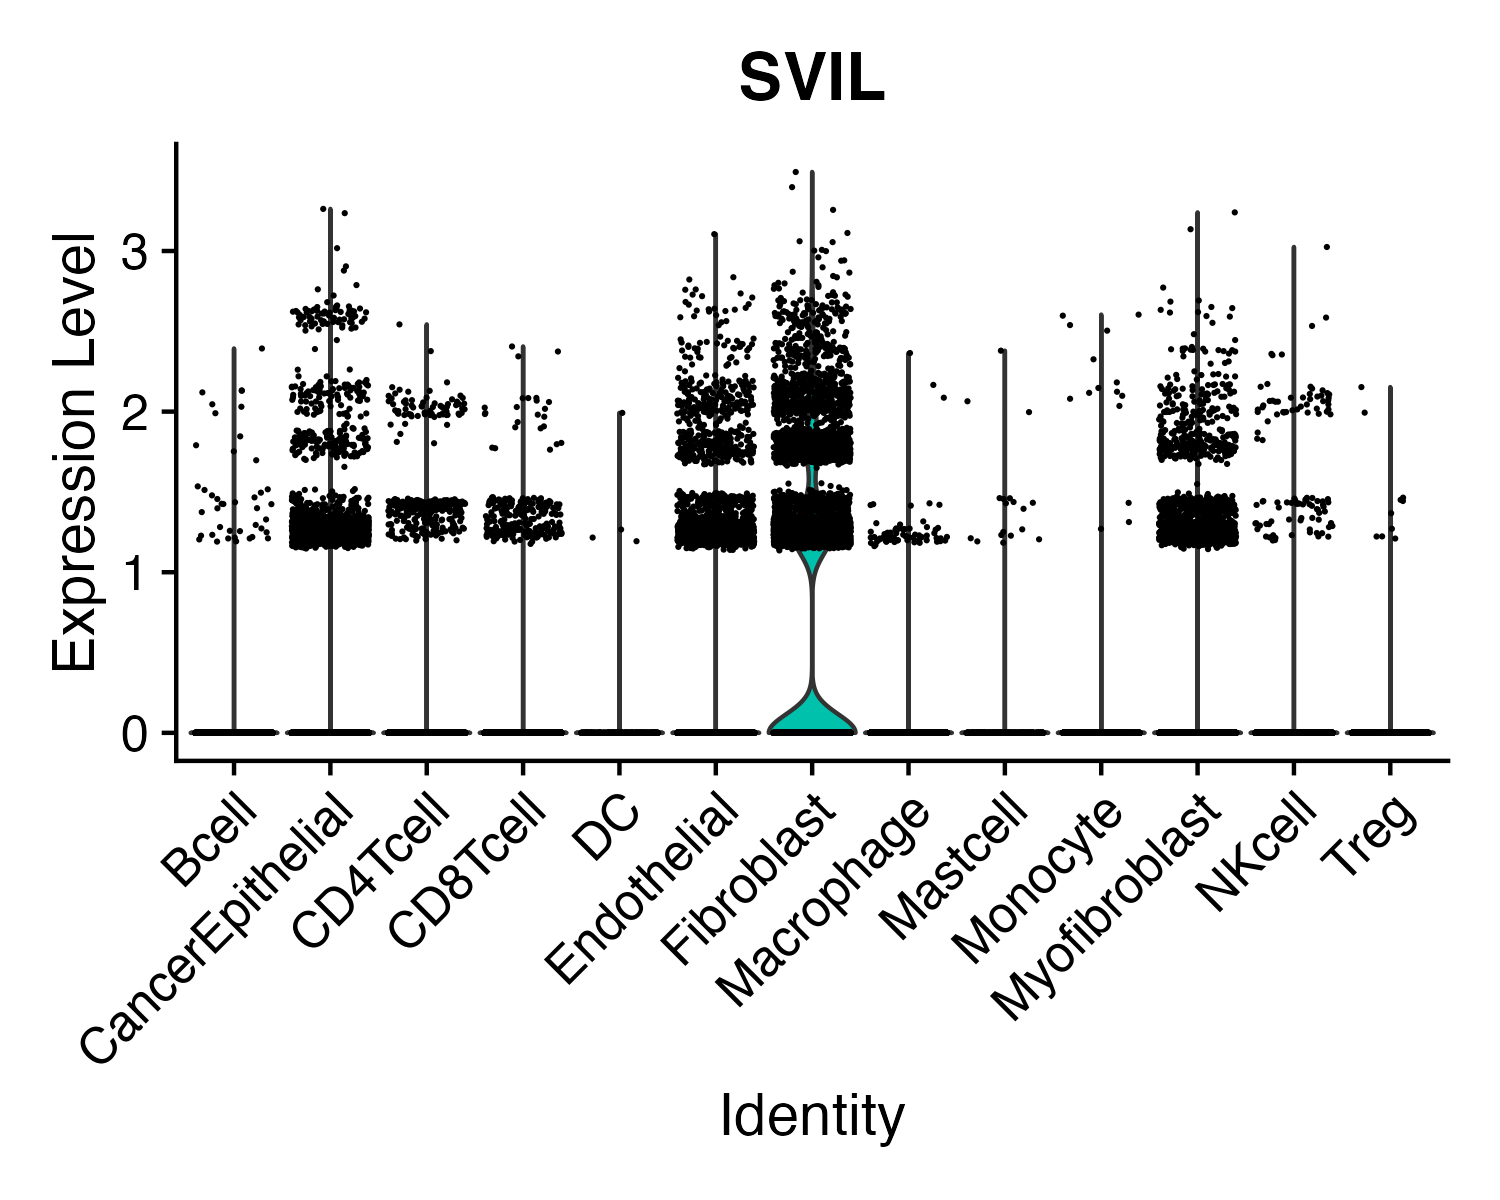 SVIL
Expression Level
3
2
1
0
Bcell
CancerEpithelial
CD4Tcell
CD8Tcell
DC
Endothelial
Fibroblast
Macrophage
Mastcell
Monocyte
Myofibroblast
NKcell
Treg
Identity